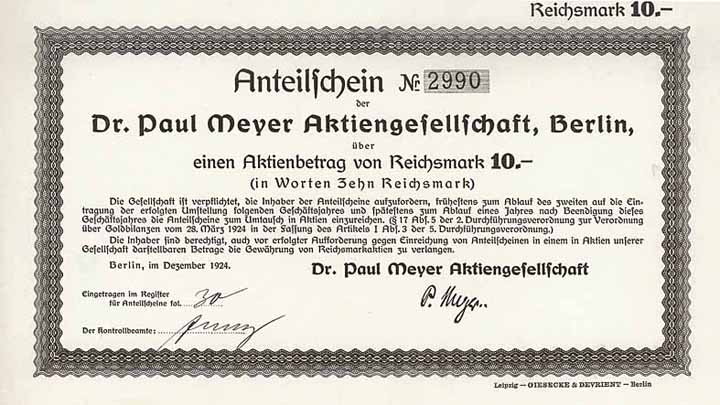 Reichsmark 10.—
Anteilschein № 2990
der
Dr. Paul Meyer Aktiengesellschaft, Berlin,
über
einen Aktienbetrag von Reichsmark 10.—
(in Worten Zehn Reichsmark)
Die Gesellschaft ist verpflichtet, die Inhaber der Anteilscheine aufzufordern, frühestens zum Ablauf des zweiten auf die Ein-
tragung der erfolgten Umstellung folgenden Geschäftsjahres und spätestens zum Ablauf eines Jahres nach Beendigung dieses
Geschäftsjahres die Anteilscheine zum Umtausch in Aktien einzureichen. (§ 17 Abs. 5 der 2. Durchführungsverordnung zur Verordnung
über Goldbilanzen vom 28. März 1924 in der Fassung des Artikels I Abs. 3 der 5. Durchführungsverordnung.)
Die Inhaber sind berechtigt, auch vor erfolgter Aufforderung gegen Einreichung von Anteilscheinen in einem in Aktien unserer
Gesellschaft darstellbaren Betrage die Gewährung von Reichsmarkaktien zu verlangen.
Berlin, im Dezember 1924.
Dr. Paul Meyer Aktiengesellschaft
Eingetragen im Register
für Anteilscheine fol. 30
P. Meyer
Der Kontrollbeamte:
Leipzig — GIESECKE & DEVRIENT — Berlin